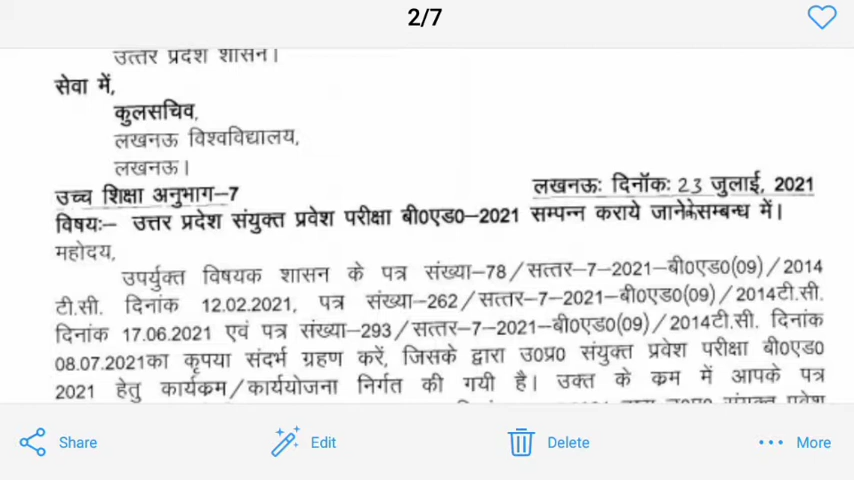 2/7
उत्तर प्रदेश शासन।
सेवा में,
कुलसचिव,
लखनऊ विश्वविद्यालय,
लखनऊ।
उच्च शिक्षा अनुभाग-7 लखनऊः दिनॉकः 23 जुलाई, 2021
विषयः- उत्तर प्रदेश संयुक्त प्रवेश परीक्षा बी0एड0-2021 सम्पन्न कराये जाने के सम्बन्ध में।
महोदय,
उपर्युक्त विषयक शासन के पत्र संख्या-78/सत्तर-7-2021-बी0एड0(09)/2014
टी.सी. दिनांक 12.02.2021, पत्र संख्या-262/सत्तर-7-2021-बी0एड0(09)/2014टी.सी.
दिनांक 17.06.2021 एवं पत्र संख्या-293/सत्तर-7-2021-बी0एड0(09)/2014टी.सी. दिनांक
08.07.2021का कृपया संदर्भ ग्रहण करें, जिसके द्वारा उ0प्र0 संयुक्त प्रवेश परीक्षा बी0एड0
2021 हेतु कार्यक्रम/कार्ययोजना निर्गत की गयी है। उक्त के क्रम में आपके पत्र
Share Edit Delete More